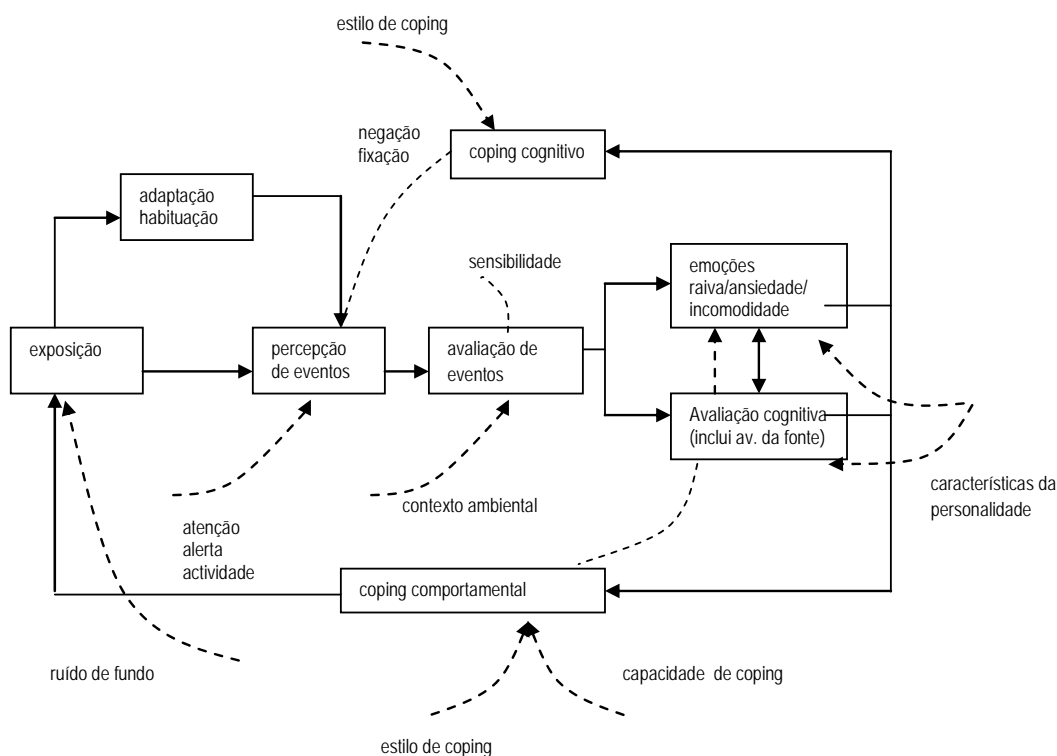 estilo de coping
negação
fixação
coping cognitivo
adaptação
habituação
sensibilidade
emoções
raiva/ansiedade/
incomodidade
exposição
percepção
de eventos
avaliação de
eventos
Avaliação cognitiva
(inclui av. da fonte)
características da
personalidade
contexto ambiental
atenção
alerta
actividade
coping comportamental
ruído de fundo
capacidade de coping
estilo de coping